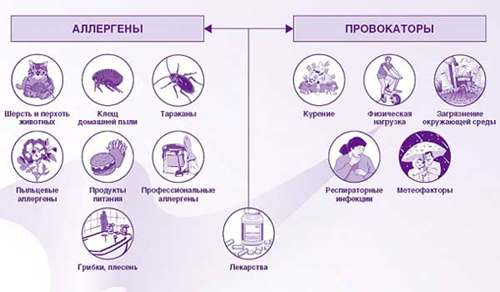 АЛЛЕРГЕНЫ
Шерсть и перхоть
животных
Клещ
домашней пыли
Тараканы
Пыльцевые
аллергены
Продукты
питания
Профессиональные
аллергены
Грибки, плесень
ПРОВОКАТОРЫ
Курение
Физическая
нагрузка
Загрязнение
окружающей среды
Респираторные
инфекции
Метеофакторы
Лекарства